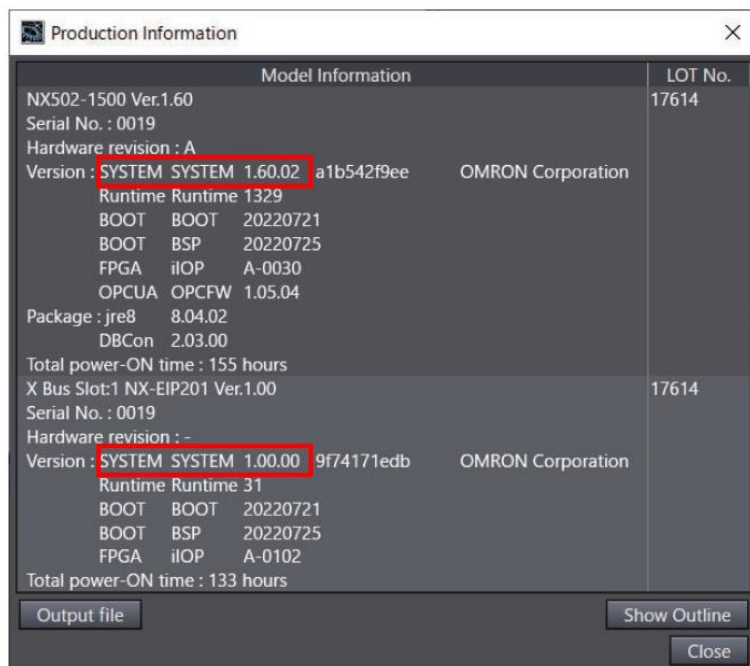 Production Information
Model Information LOT No.
NX502-1500 Ver.1.60 17614
Serial No. : 0019
Hardware revision : A
Version : SYSTEM SYSTEM 1.60.02 a1b542f9ee OMRON Corporation
Runtime Runtime 1329
BOOT BOOT 20220721
BOOT BSP 20220725
FPGA iIOP A-0030
OPCUA OPCFW 1.05.04
Package : jre8 8.04.02
DBCon 2.03.00
Total power-ON time : 155 hours
X Bus Slot:1 NX-EIP201 Ver.1.00 17614
Serial No. : 0019
Hardware revision : -
Version : SYSTEM SYSTEM 1.00.00 9f74171edb OMRON Corporation
Runtime Runtime 31
BOOT BOOT 20220721
BOOT BSP 20220725
FPGA iIOP A-0102
Total power-ON time : 133 hours
Output file Show Outline
Close